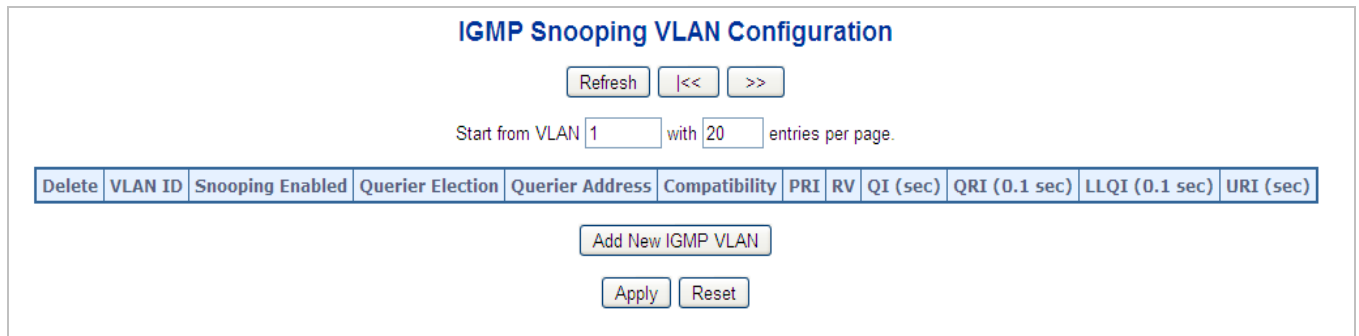 IGMP Snooping VLAN Configuration
Refresh |<< >>
Start from VLAN 1 with 20 entries per page.
Delete VLAN ID Snooping Enabled Querier Election Querier Address Compatibility PRI RV QI (sec) QRI (0.1 sec) LLQI (0.1 sec) URI (sec)
Add New IGMP VLAN
Apply Reset